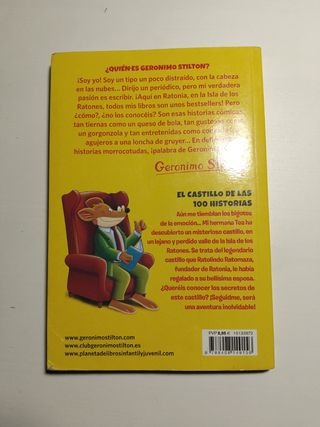 ¿QUIÉN ES GERONIMO STILTON?
¡Soy yo! Soy un tipo un poco distraído, con la cabeza
en las nubes... Dirijo un periódico, pero mi verdadera
pasión es escribir. ¡Aquí en Ratonia, en la Isla de los
Ratones, todos mis libros son unos bestsellers! Pero
¿cómo?, ¿no los conocéis? Son esas historias cómicas,
tan tiernas como un queso de bola, tan gustosas como
un gorgonzola y tan entretenidas como
agujeros a una loncha de gruyer... En
historias morrocotudas, ¡palabra de Geronimo
Geronimo
EL CASTILLO DE LAS
100 HISTORIAS
Aún me tiemblan los bigotes
de la emoción... Mi hermana Tea ha
descubierto un misterioso castillo, en
un lejano y perdido valle de la Isla de los
Ratones. Se trata del legendario
castillo que Ratolindo Ratomaza,
fundador de Ratonia, le había
regalado a su bellísima esposa.
¿Queréis conocer los secretos de
este castillo? ¡Seguidme, será
una aventura inolvidable!
www.geronimostilton.com
www.clubgeronimostilton.es
www.planetadelibrosinfantilyjuvenil.com
PVP 8,95 €